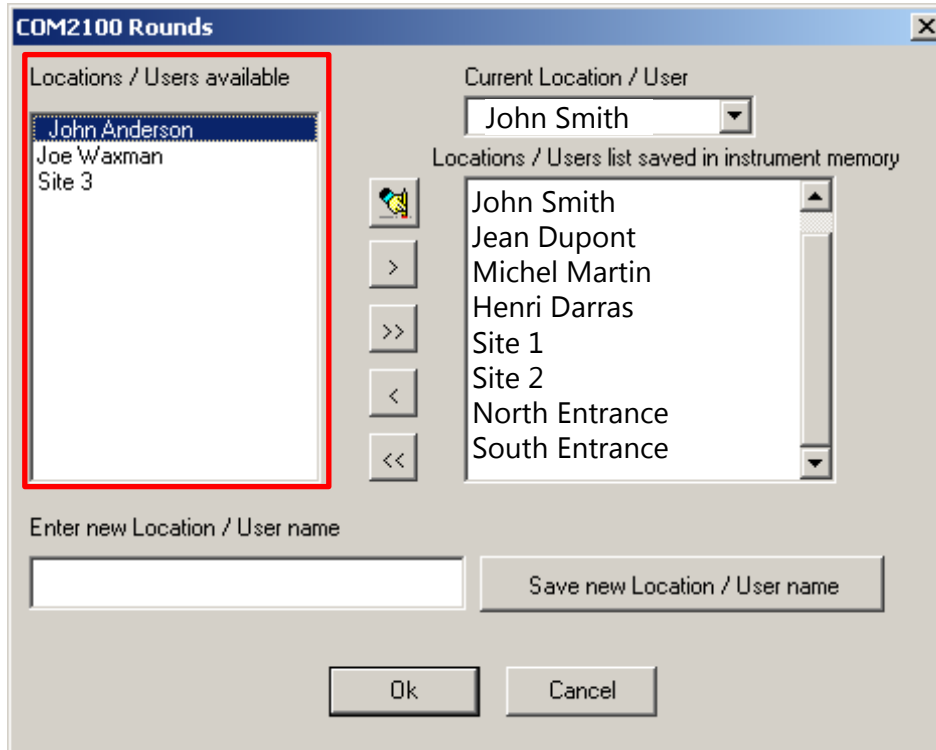 COM2100 Rounds
Locations / Users available
John Anderson
Joe Waxman
Site 3
Current Location / User
John Smith
Locations / Users list saved in instrument memory
John Smith
Jean Dupont
Michel Martin
Henri Darras
Site 1
Site 2
North Entrance
South Entrance
>
>>
<
<<
Enter new Location / User name
Save new Location / User name
Ok
Cancel